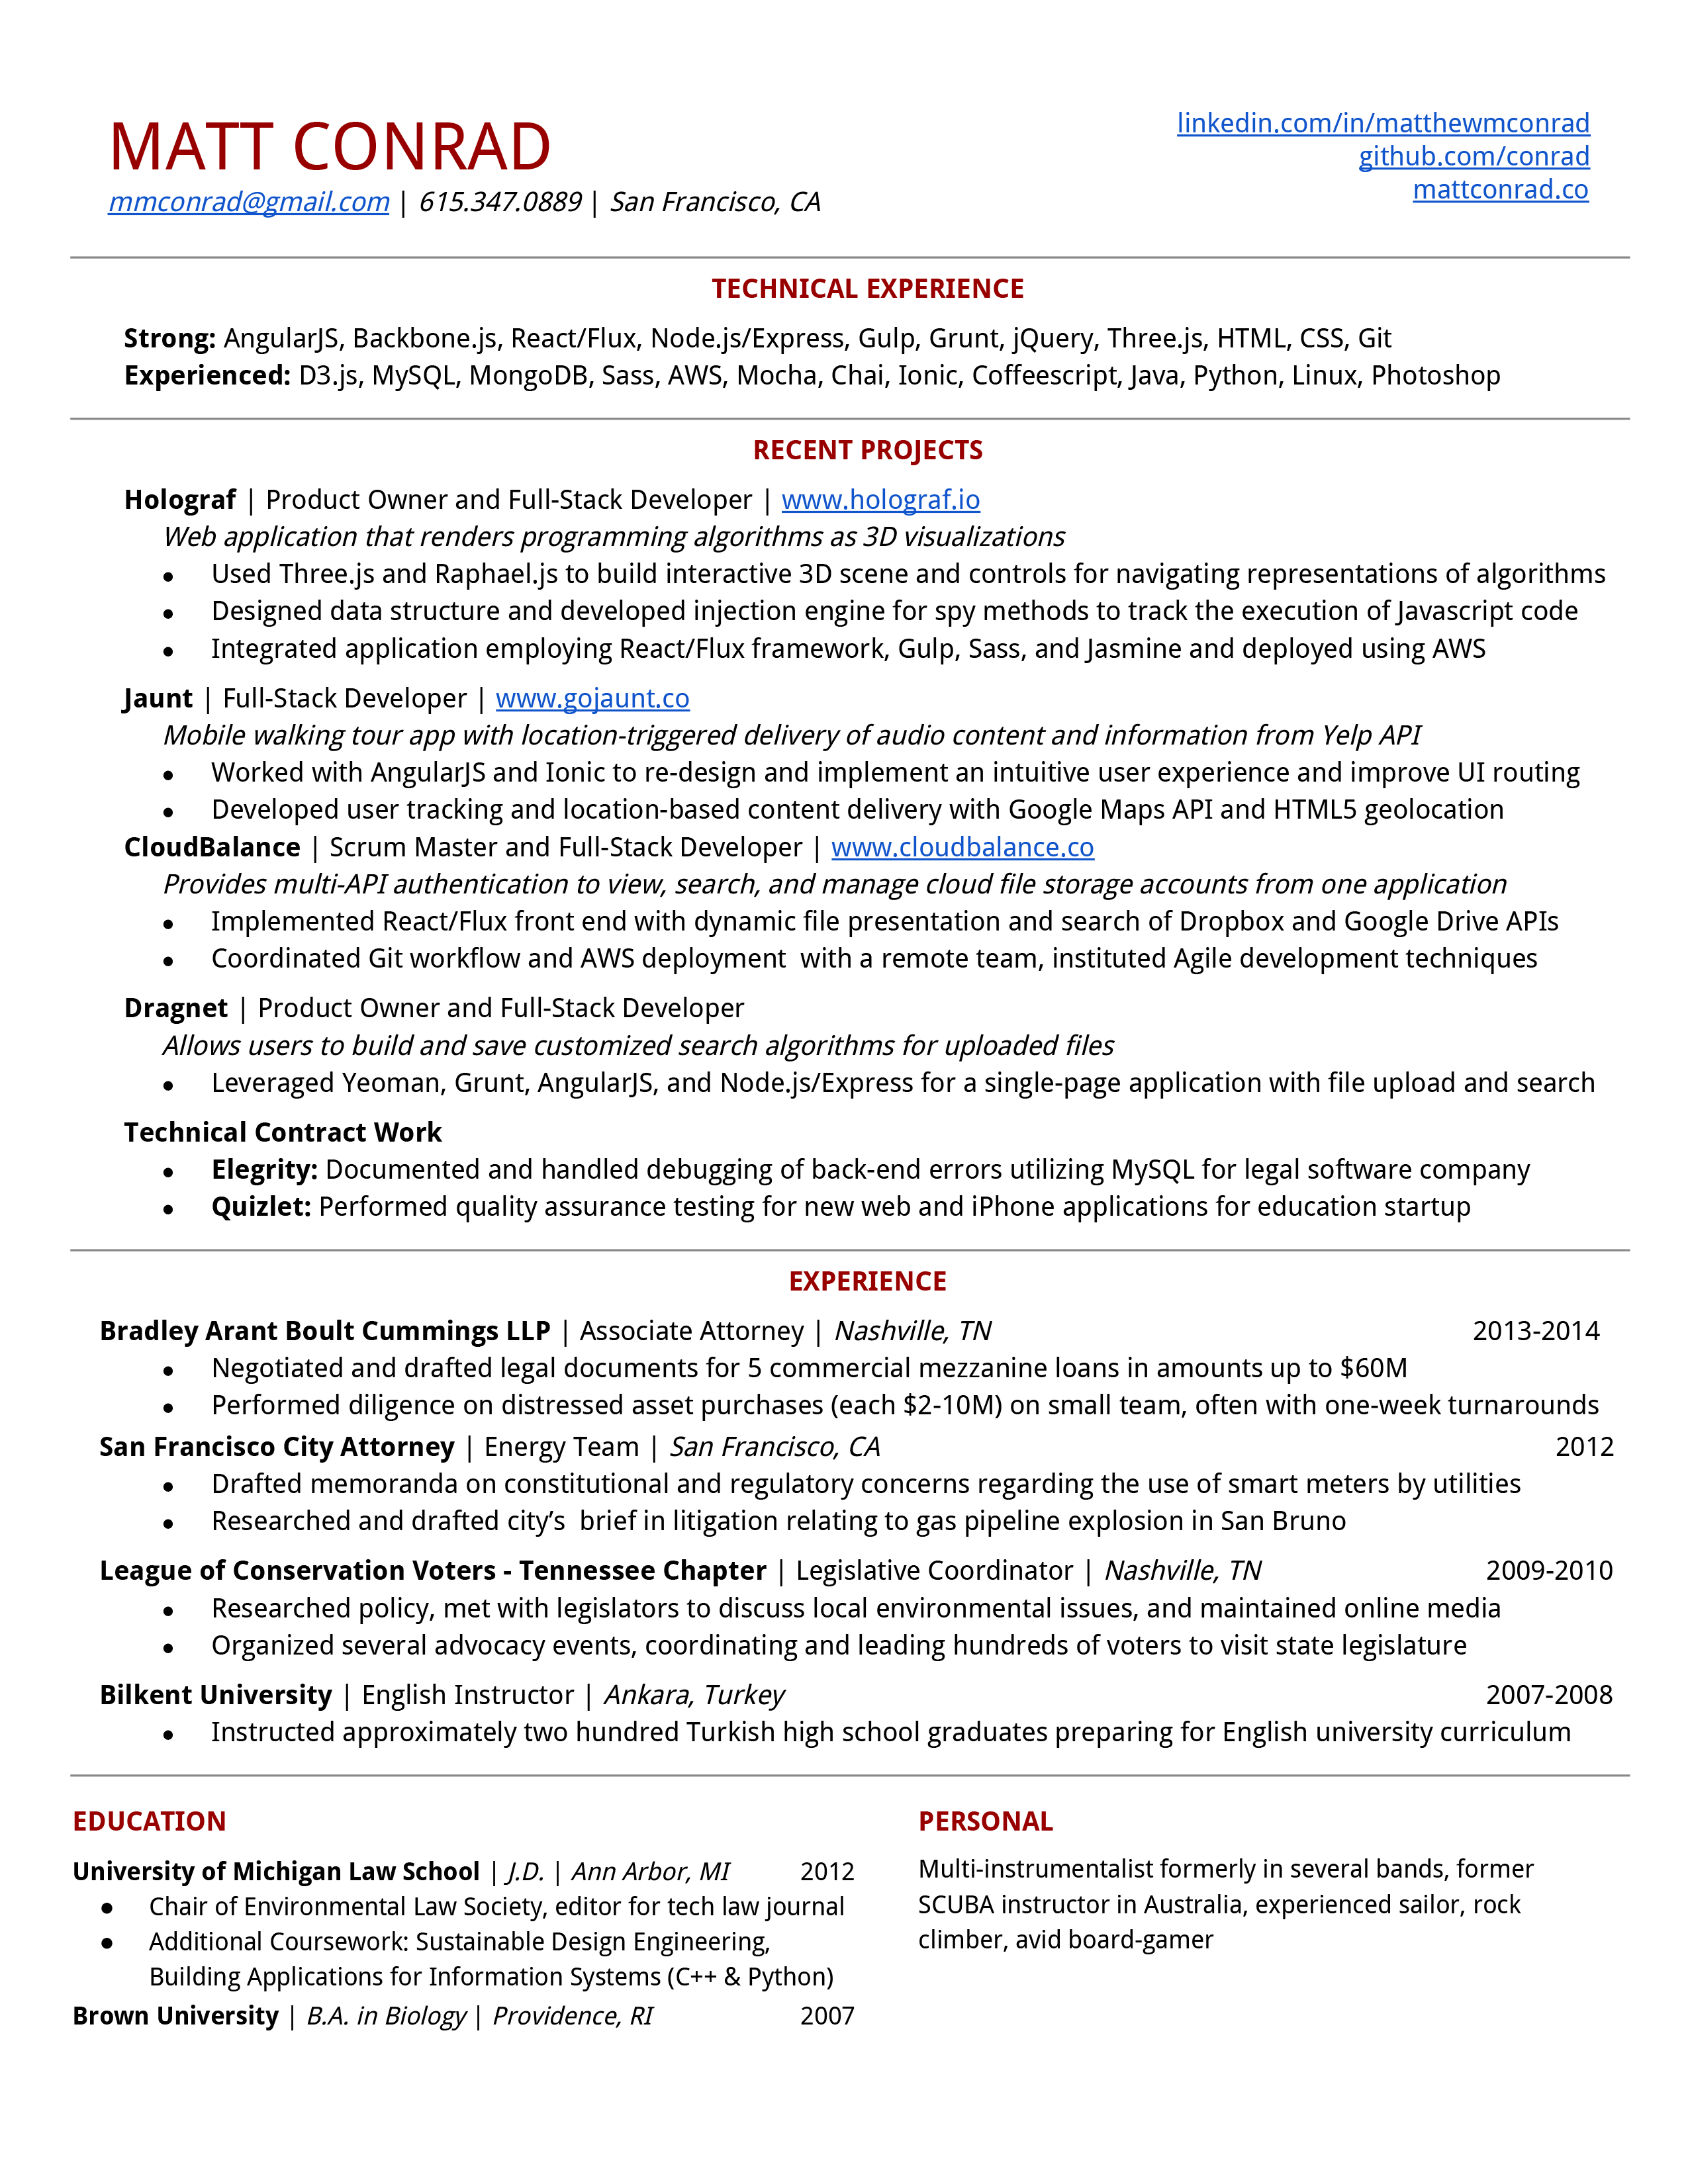 MATT CONRAD
mmconrad@gmail.com | 615.347.0889 | San Francisco, CA
linkedin.com/in/matthewmconrad
github.com/conrad
mattconrad.co
TECHNICAL EXPERIENCE
Strong: AngularJS, Backbone.js, React/Flux, Node.js/Express, Gulp, Grunt, jQuery, Three.js, HTML, CSS, Git
Experienced: D3.js, MySQL, MongoDB, Sass, AWS, Mocha, Chai, Ionic, Coffeescript, Java, Python, Linux, Photoshop
RECENT PROJECTS
Holograf | Product Owner and Full-Stack Developer | www.holograf.io
Web application that renders programming algorithms as 3D visualizations
● Used Three.js and Raphael.js to build interactive 3D scene and controls for navigating representations of algorithms
● Designed data structure and developed injection engine for spy methods to track the execution of Javascript code
● Integrated application employing React/Flux framework, Gulp, Sass, and Jasmine and deployed using AWS
Jaunt | Full-Stack Developer | www.gojaunt.co
Mobile walking tour app with location-triggered delivery of audio content and information from Yelp API
● Worked with AngularJS and Ionic to re-design and implement an intuitive user experience and improve UI routing
● Developed user tracking and location-based content delivery with Google Maps API and HTML5 geolocation
CloudBalance | Scrum Master and Full-Stack Developer | www.cloudbalance.co
Provides multi-API authentication to view, search, and manage cloud file storage accounts from one application
● Implemented React/Flux front end with dynamic file presentation and search of Dropbox and Google Drive APIs
● Coordinated Git workflow and AWS deployment  with a remote team, instituted Agile development techniques
Dragnet | Product Owner and Full-Stack Developer
Allows users to build and save customized search algorithms for uploaded files
● Leveraged Yeoman, Grunt, AngularJS, and Node.js/Express for a single-page application with file upload and search
Technical Contract Work
● Elegrity: Documented and handled debugging of back-end errors utilizing MySQL for legal software company
● Quizlet: Performed quality assurance testing for new web and iPhone applications for education startup
EXPERIENCE
Bradley Arant Boult Cummings LLP | Associate Attorney | Nashville, TN 2013-2014
● Negotiated and drafted legal documents for 5 commercial mezzanine loans in amounts up to $60M
● Performed diligence on distressed asset purchases (each $2-10M) on small team, often with one-week turnarounds
San Francisco City Attorney | Energy Team | San Francisco, CA 2012
● Drafted memoranda on constitutional and regulatory concerns regarding the use of smart meters by utilities
● Researched and drafted city’s  brief in litigation relating to gas pipeline explosion in San Bruno
League of Conservation Voters - Tennessee Chapter | Legislative Coordinator | Nashville, TN 2009-2010
● Researched policy, met with legislators to discuss local environmental issues, and maintained online media
● Organized several advocacy events, coordinating and leading hundreds of voters to visit state legislature
Bilkent University | English Instructor | Ankara, Turkey 2007-2008
● Instructed approximately two hundred Turkish high school graduates preparing for English university curriculum
EDUCATION
University of Michigan Law School | J.D. | Ann Arbor, MI 2012
● Chair of Environmental Law Society, editor for tech law journal
● Additional Coursework: Sustainable Design Engineering,
Building Applications for Information Systems (C++ & Python)
Brown University | B.A. in Biology | Providence, RI 2007
PERSONAL
Multi-instrumentalist formerly in several bands, former
SCUBA instructor in Australia, experienced sailor, rock
climber, avid board-gamer